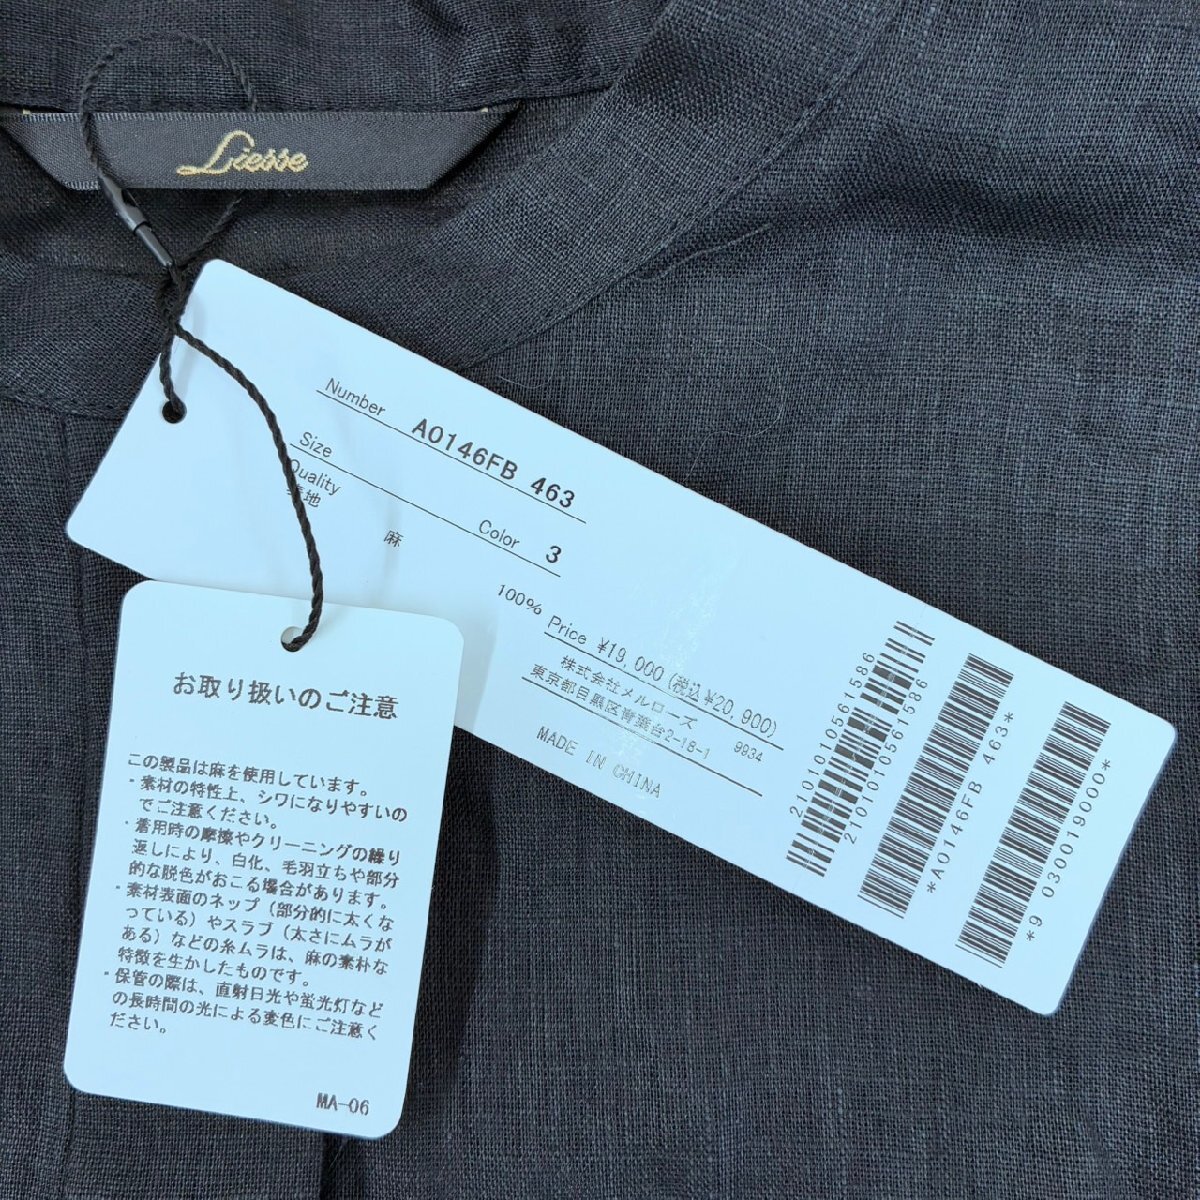 Liesse
Number A0146FB 463
Size
Color 3
Quality
表地
麻
100%
Price ¥19,000(税込¥20,900)
株式会社メルローズ
東京都目黒区青葉台2-16-1
9934
MADE IN CHINA
2101010561586
2101010561586
*A0146FB 463*
*9 0300190000*
お取り扱いのご注意
この製品は麻を使用しています。
・素材の特性上、シワになりやすいの
でご注意ください。
・着用時の摩擦やクリーニングの繰り
返しにより、白化、毛羽立ちや部分
的な脱色がおこる場合があります。
・素材表面のネップ（部分的に太くな
っている）やスラブ（太さにムラが
ある）などの糸ムラは、麻の素朴な
特徴を生かしたものです。
・保管の際は、直射日光や蛍光灯など
の長時間の光による変色にご注意く
ださい。
MA-06